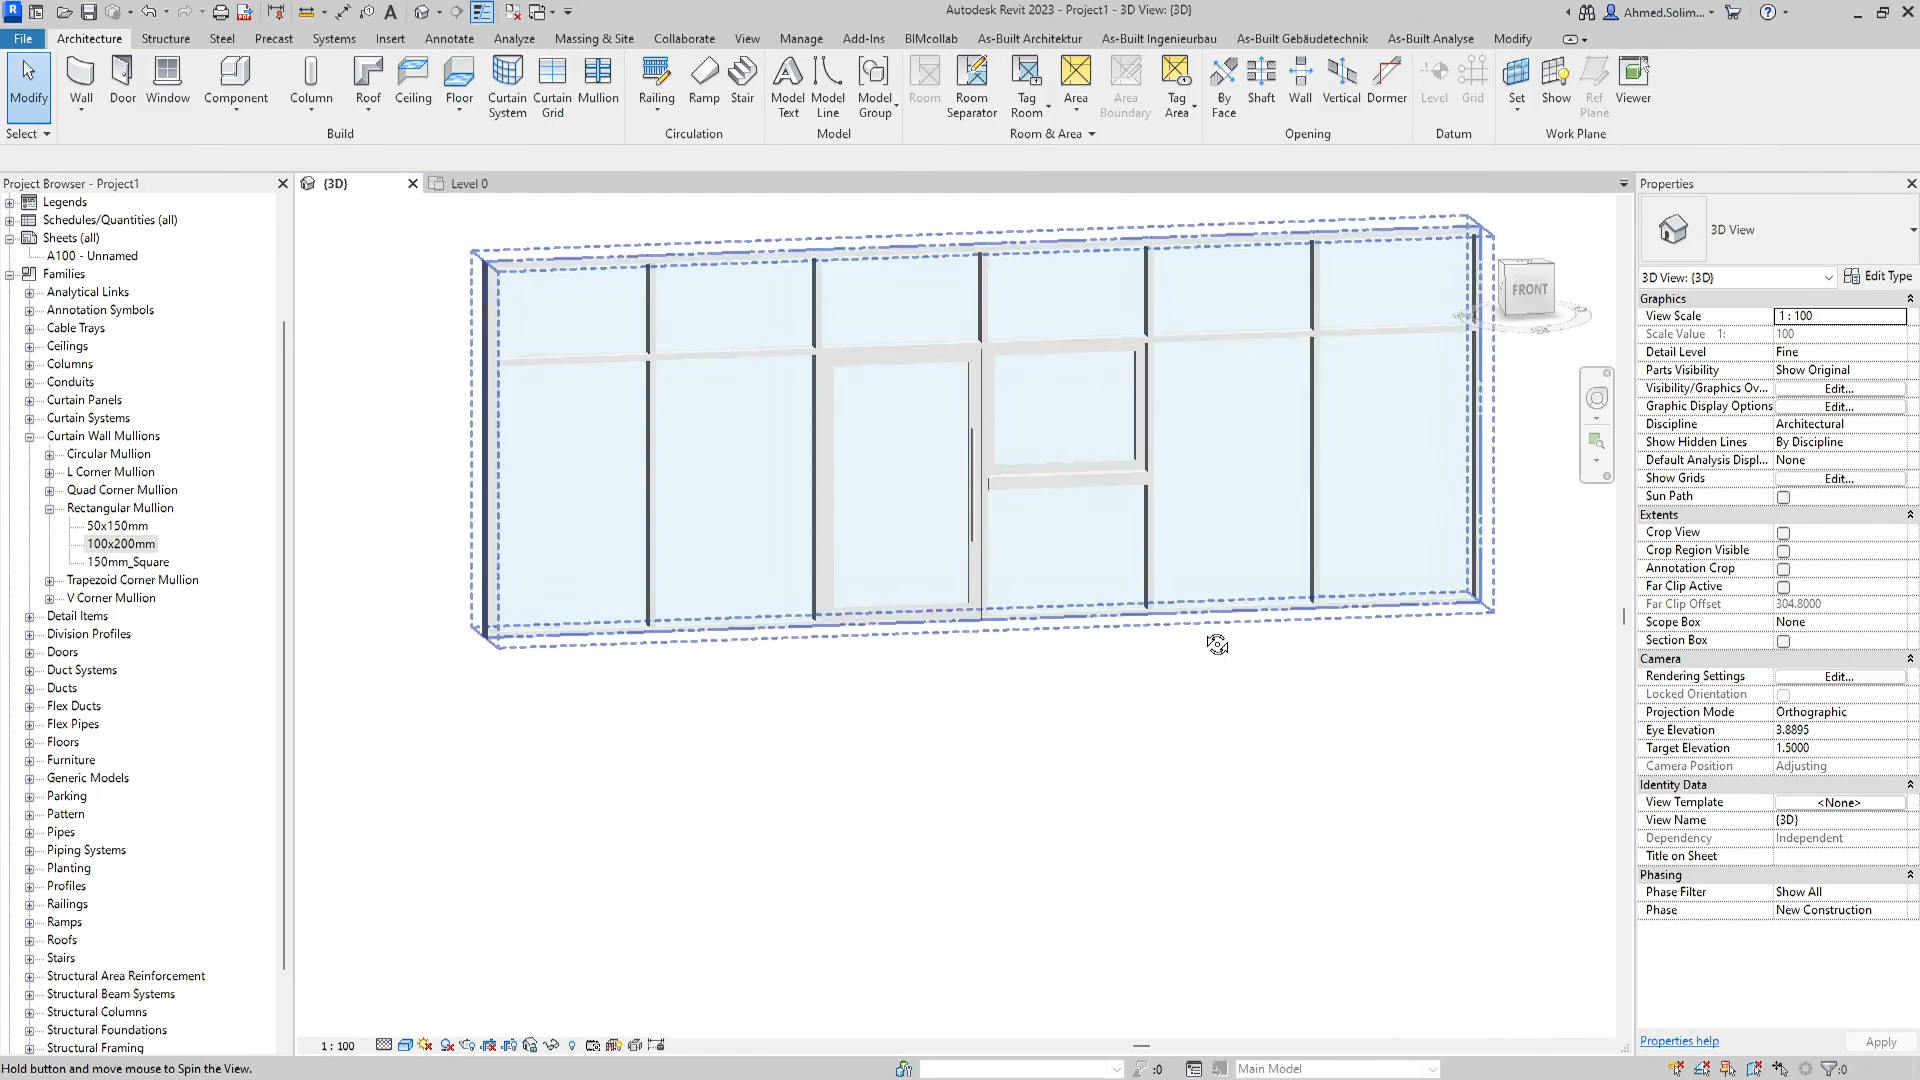 Autodesk Revit 2023 - Project1 - 3D View: {3D}
Ahmed.Solim...
File
Architecture
Structure
Steel
Precast
Systems
Insert
Annotate
Analyze
Massing & Site
Collaborate
View
Manage
Add-Ins
BIMcollab
As-Built Architektur
As-Built Ingenieurbau
As-Built Gebäudetechnik
As-Built Analyse
Modify
Modify
Wall
Door
Window
Component
Column
Roof
Ceiling
Floor
Curtain System
Curtain Grid
Mullion
Railing
Ramp
Stair
Model Text
Model Line
Model Group
Room
Room Separator
Tag Room
Area
Area Boundary
Tag Area
By Face
Shaft
Wall
Vertical
Dormer
Level
Grid
Set
Show
Ref Plane
Viewer
Select
Build
Circulation
Model
Room & Area
Opening
Datum
Work Plane
Project Browser - Project1
Legends
Schedules/Quantities (all)
Sheets (all)
A100 - Unnamed
Families
Analytical Links
Annotation Symbols
Cable Trays
Ceilings
Columns
Conduits
Curtain Panels
Curtain Systems
Curtain Wall Mullions
Circular Mullion
L Corner Mullion
Quad Corner Mullion
Rectangular Mullion
50x150mm
100x200mm
150mm_Square
Trapezoid Corner Mullion
V Corner Mullion
Detail Items
Division Profiles
Doors
Duct Systems
Ducts
Flex Ducts
Flex Pipes
Floors
Furniture
Generic Models
Parking
Pattern
Pipes
Piping Systems
Planting
Profiles
Railings
Ramps
Roofs
Stairs
Structural Area Reinforcement
Structural Beam Systems
Structural Columns
Structural Foundations
Structural Framing
{3D}
Level 0
FRONT
Properties
3D View
3D View: {3D}
Edit Type
Graphics
View Scale 1 : 100
Scale Value 1: 100
Detail Level Fine
Parts Visibility Show Original
Visibility/Graphics Ov... Edit...
Graphic Display Options Edit...
Discipline Architectural
Show Hidden Lines By Discipline
Default Analysis Displ... None
Show Grids Edit...
Sun Path
Extents
Crop View
Crop Region Visible
Annotation Crop
Far Clip Active
Far Clip Offset 304.8000
Scope Box None
Section Box
Camera
Rendering Settings Edit...
Locked Orientation
Projection Mode Orthographic
Eye Elevation 3.8895
Target Elevation 1.5000
Camera Position Adjusting
Identity Data
View Template <None>
View Name {3D}
Dependency Independent
Title on Sheet
Phasing
Phase Filter Show All
Phase New Construction
Properties help
Apply
1 : 100
Hold button and move mouse to Spin the View.
:0
Main Model
:0